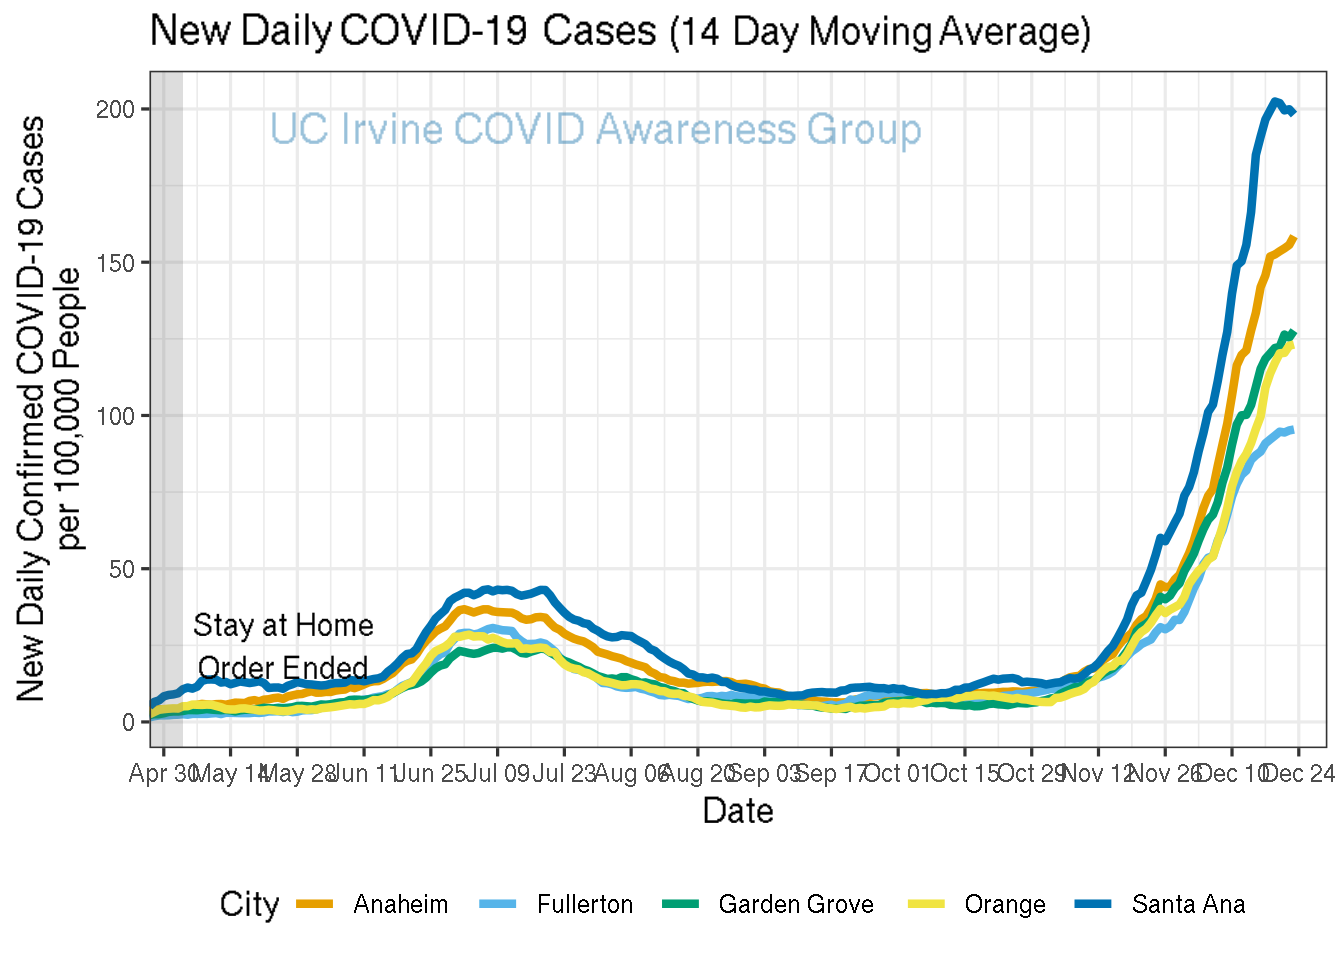 New Daily COVID-19 Cases (14 Day Moving Average)
UC Irvine COVID Awareness Group
New Daily Confirmed COVID-19 Cases
per 100,000 People
200
150
100
50
0
Stay at Home
Order Ended
Apr 30 May 14 May 28 Jun 11 Jun 25 Jul 09 Jul 23 Aug 06 Aug 20 Sep 03 Sep 17 Oct 01 Oct 15 Oct 29 Nov 12 Nov 26 Dec 10 Dec 24
Date
City Anaheim Fullerton Garden Grove Orange Santa Ana